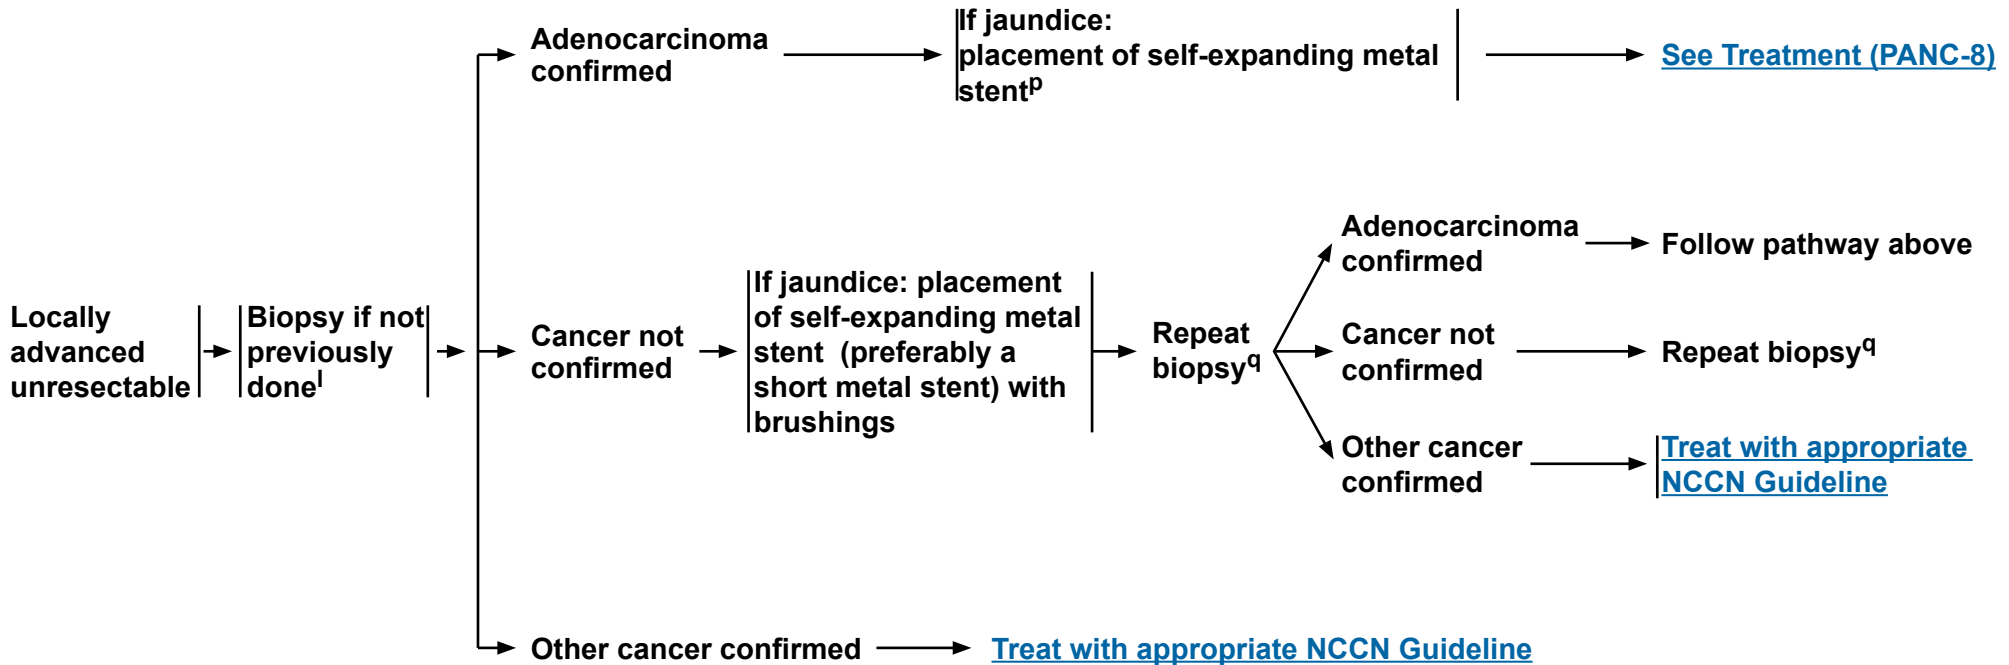 Adenocarcinoma
confirmed
If jaundice:
placement of self-expanding metal
stentᵖ
See Treatment (PANC-8)
Locally
advanced
unresectable
Biopsy if not
previously
doneˡ
Cancer not
confirmed
If jaundice: placement
of self-expanding metal
stent (preferably a
short metal stent) with
brushings
Repeat
biopsy^q
Adenocarcinoma
confirmed
Follow pathway above
Cancer not
confirmed
Repeat biopsy^q
Other cancer
confirmed
Treat with appropriate
NCCN Guideline
Other cancer confirmed
Treat with appropriate NCCN Guideline